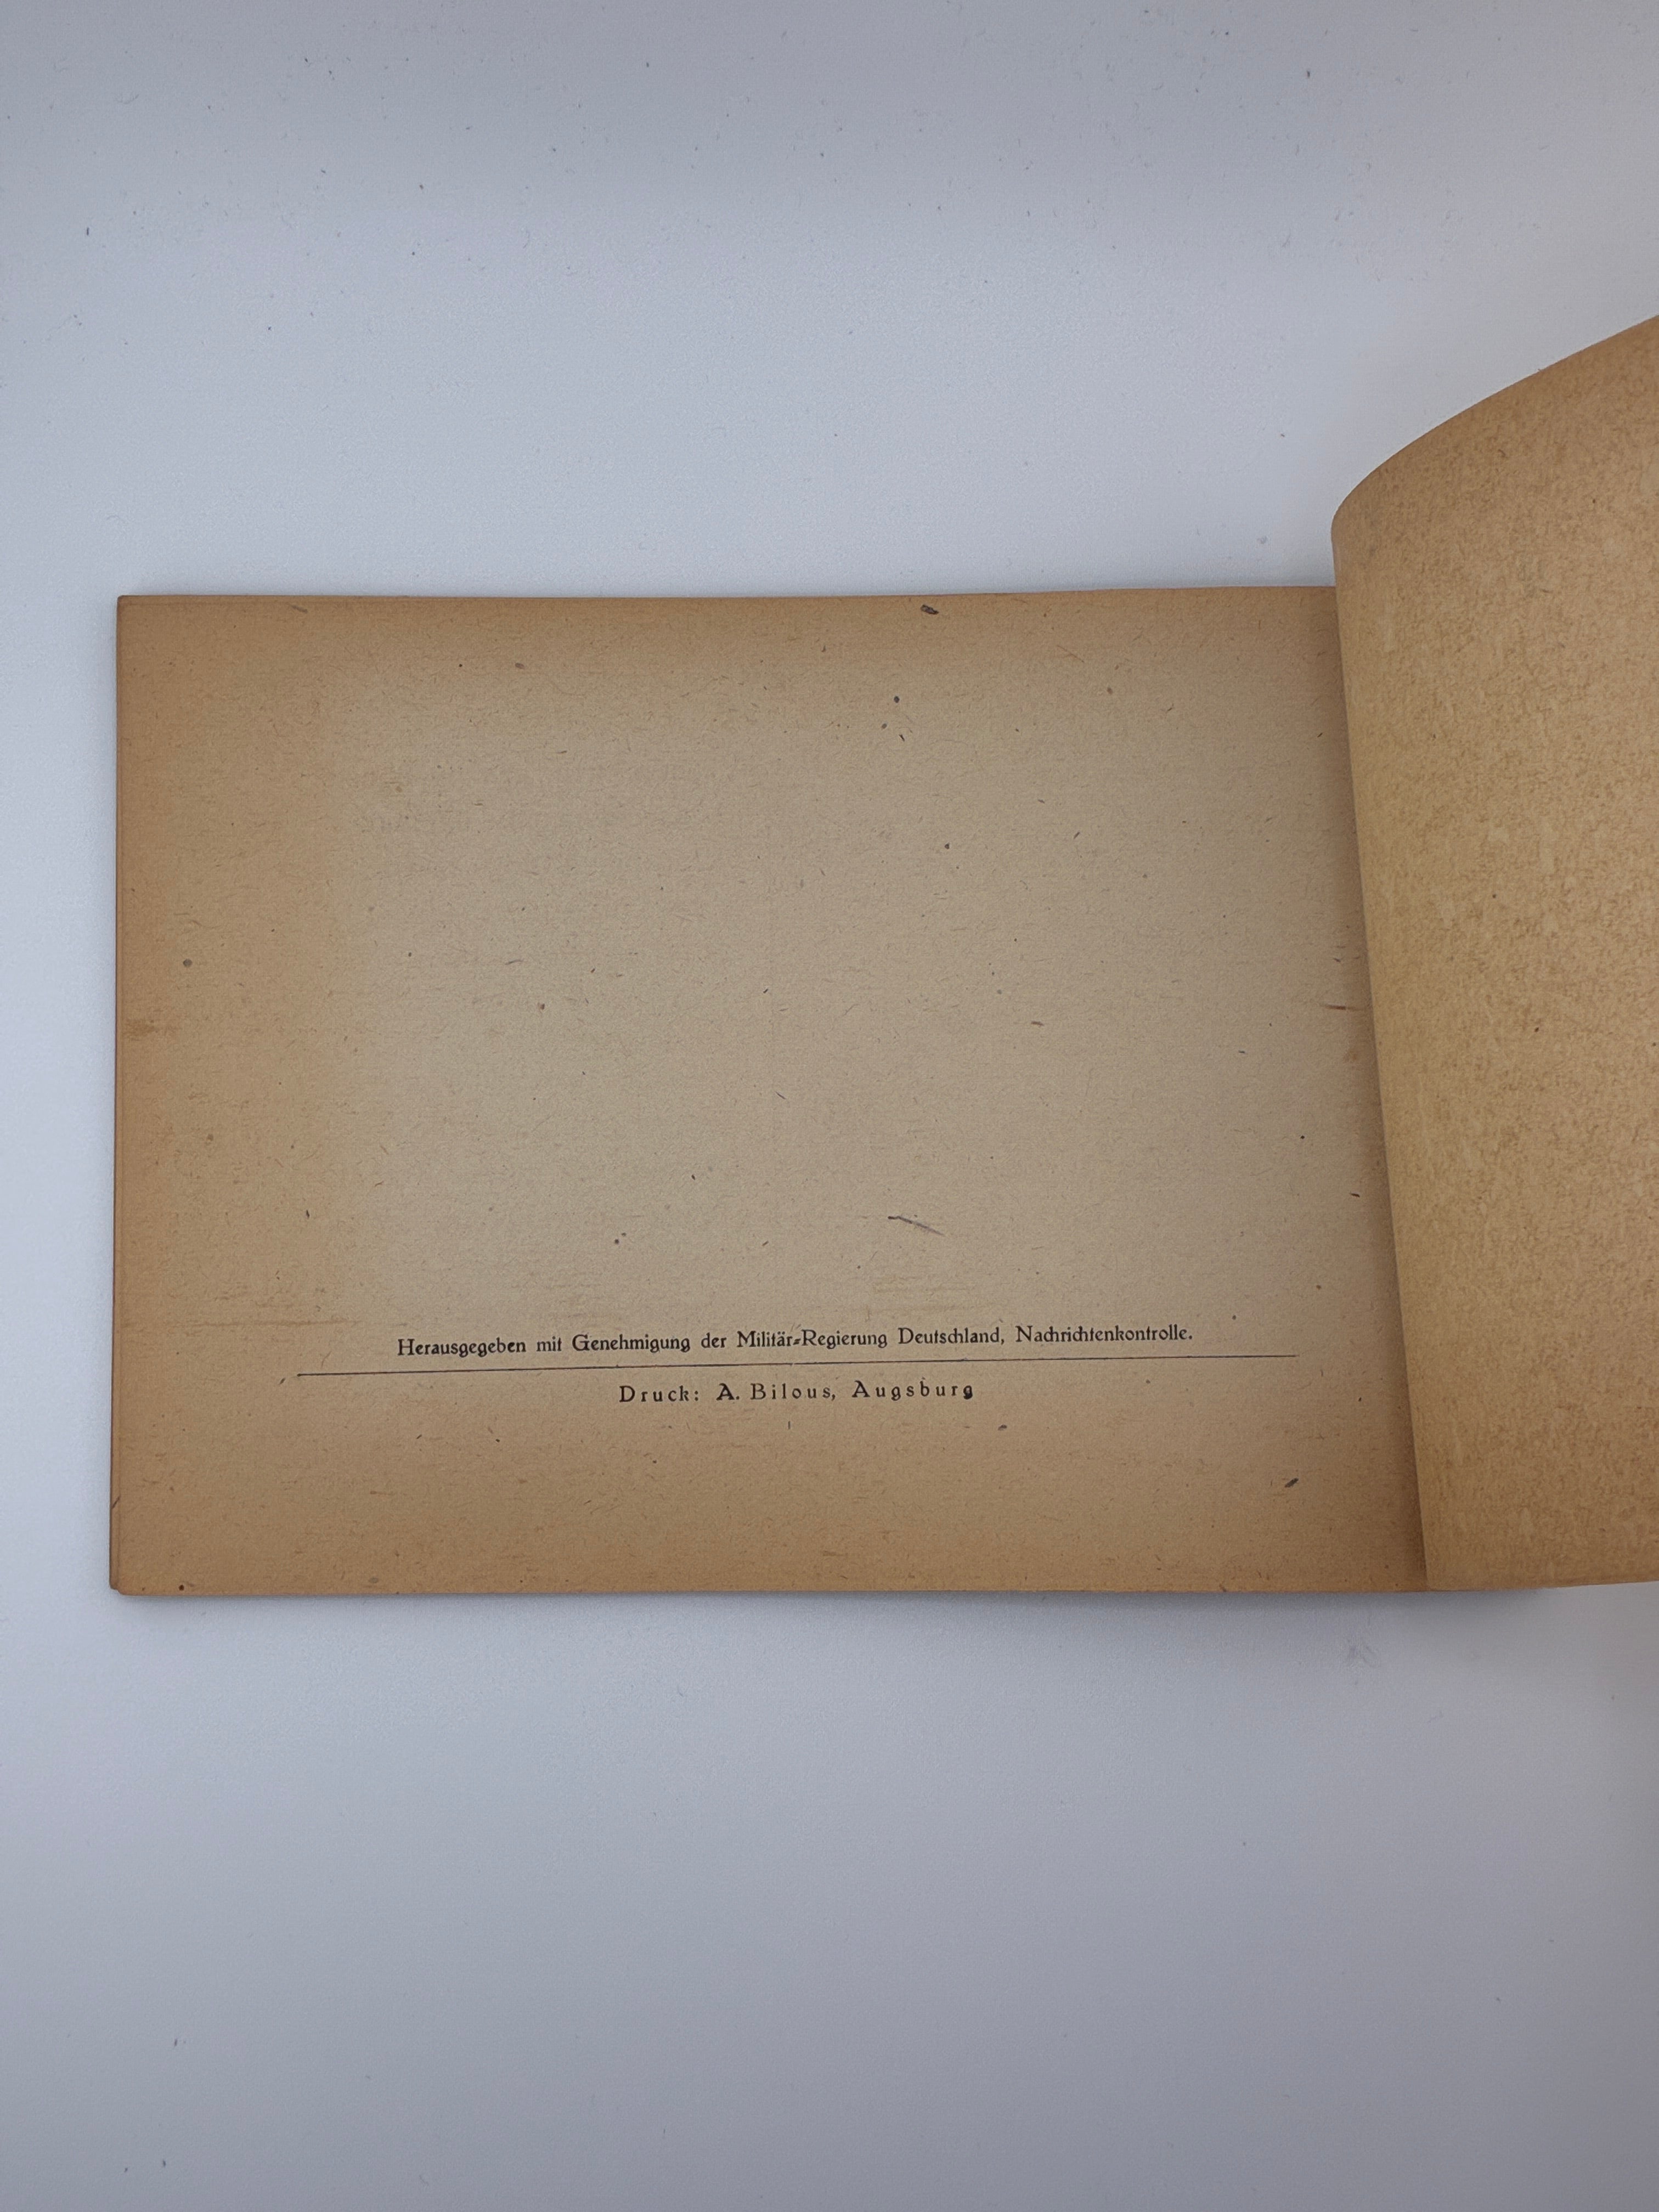 Herausgegeben mit Genehmigung der Militär-Regierung Deutschland, Nachrichtenkontrolle.
Druck: A. Bilous, Augsburg